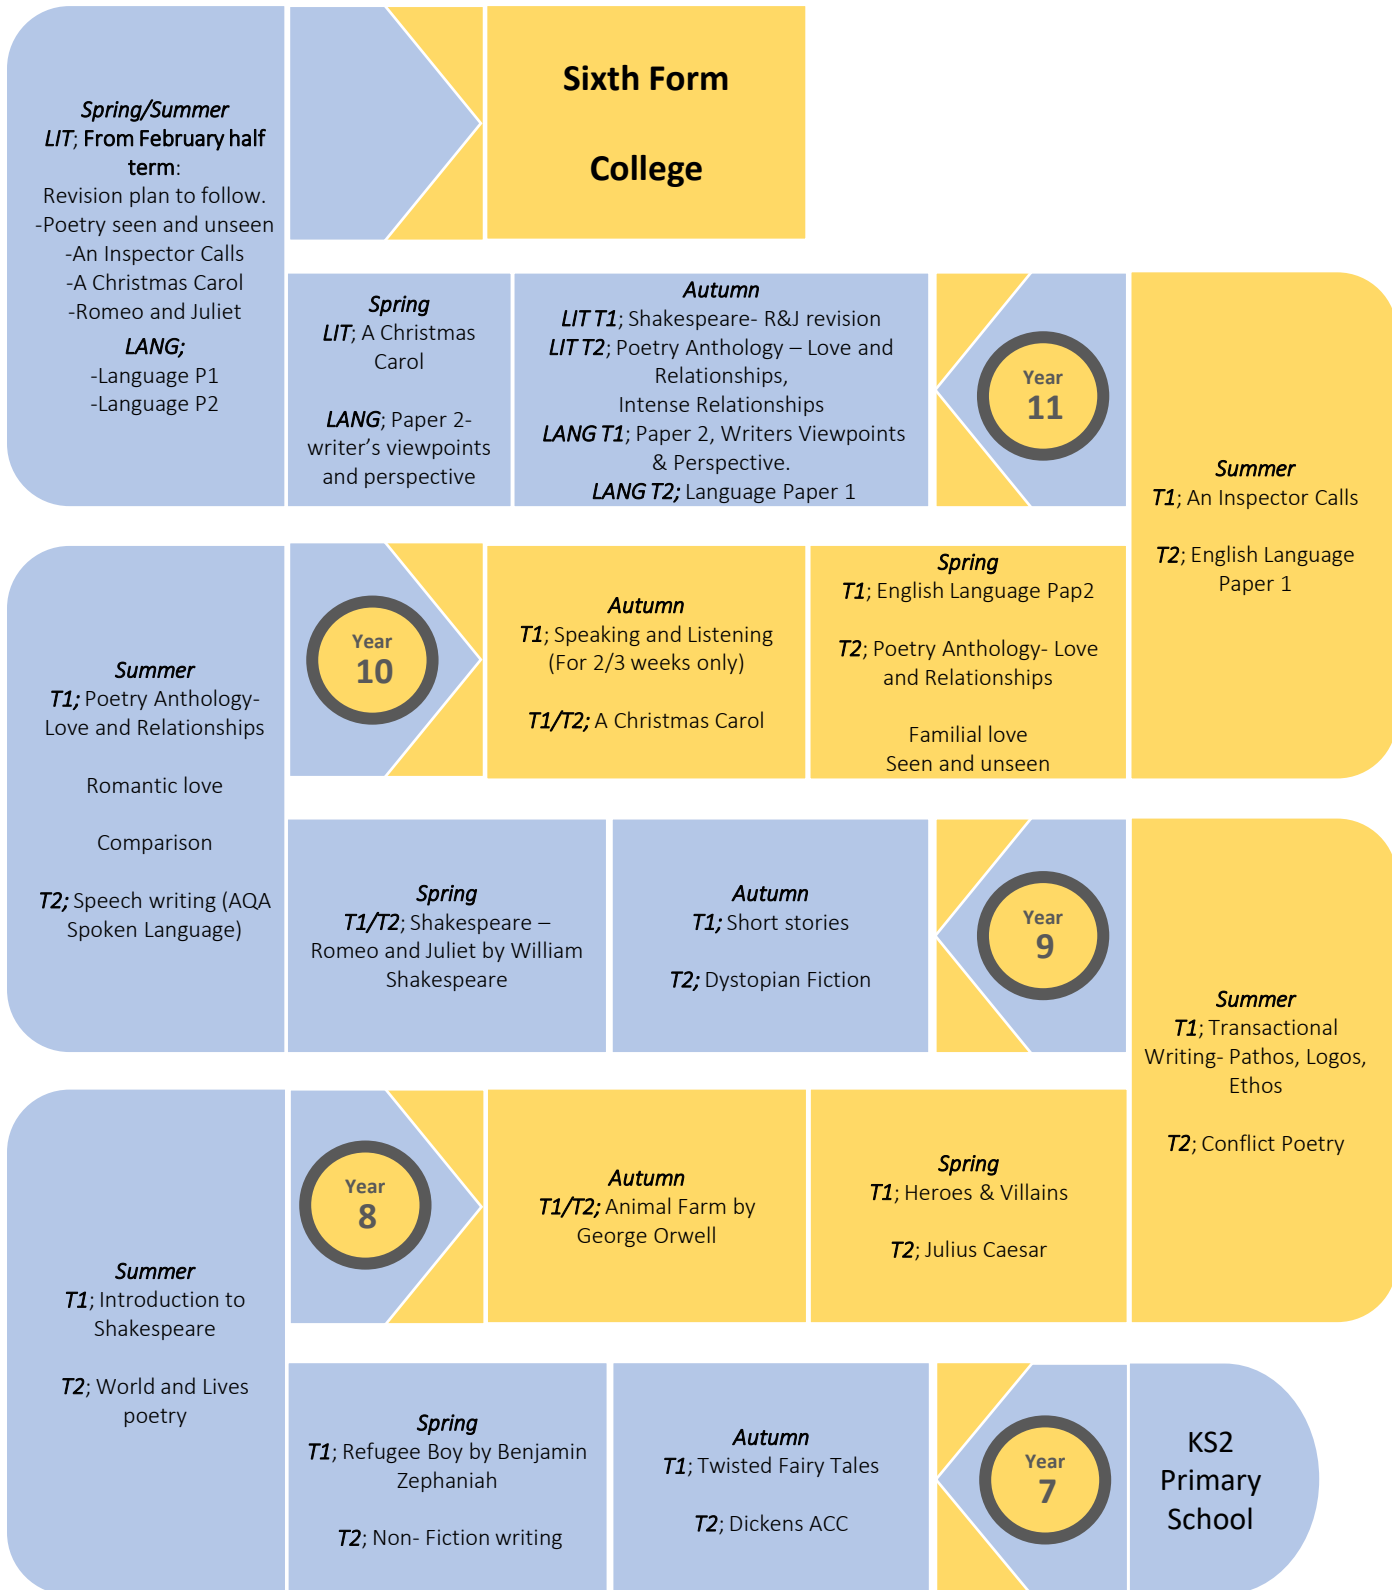 Sixth Form
College
Spring/Summer
LIT; From February half
term:
Revision plan to follow.
-Poetry seen and unseen
-An Inspector Calls
-A Christmas Carol
-Romeo and Juliet
LANG;
-Language P1
-Language P2
Spring
LIT; A Christmas
Carol
LANG; Paper 2-
writer’s viewpoints
and perspective
Autumn
LIT T1; Shakespeare- R&J revision
LIT T2; Poetry Anthology – Love and
Relationships,
Intense Relationships
LANG T1; Paper 2, Writers Viewpoints
& Perspective.
LANG T2; Language Paper 1
Year
11
Summer
T1; An Inspector Calls
T2; English Language
Paper 1
Summer
T1; Poetry Anthology-
Love and Relationships
Romantic love
Comparison
T2; Speech writing (AQA
Spoken Language)
Year
10
Autumn
T1; Speaking and Listening
(For 2/3 weeks only)
T1/T2; A Christmas Carol
Spring
T1; English Language Pap2
T2; Poetry Anthology- Love
and Relationships
Familial love
Seen and unseen
Spring
T1/T2; Shakespeare –
Romeo and Juliet by William
Shakespeare
Autumn
T1; Short stories
T2; Dystopian Fiction
Year
9
Summer
T1; Transactional
Writing- Pathos, Logos,
Ethos
T2; Conflict Poetry
Summer
T1; Introduction to
Shakespeare
T2; World and Lives
poetry
Year
8
Autumn
T1/T2; Animal Farm by
George Orwell
Spring
T1; Heroes & Villains
T2; Julius Caesar
Spring
T1; Refugee Boy by Benjamin
Zephaniah
T2; Non- Fiction writing
Autumn
T1; Twisted Fairy Tales
T2; Dickens ACC
Year
7
KS2
Primary
School